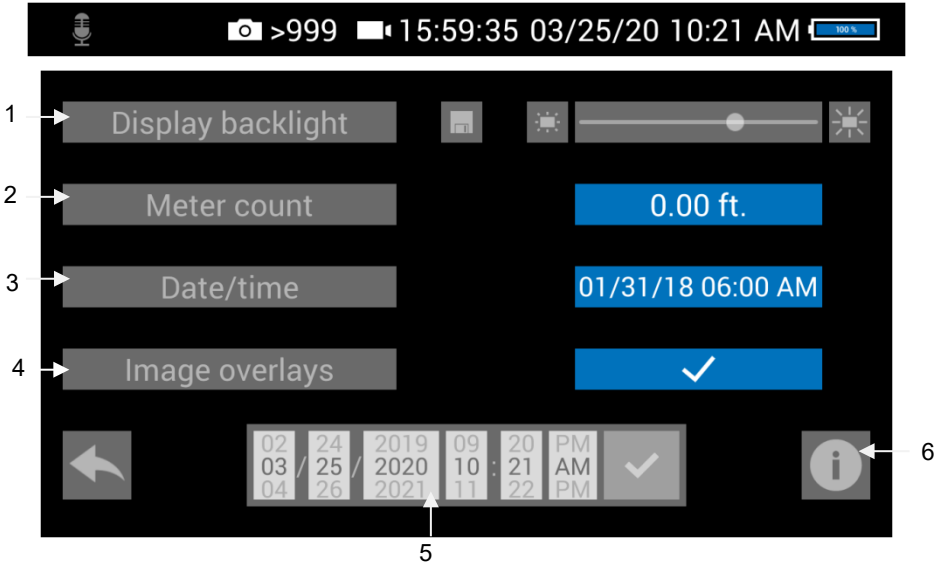 >999 15:59:35 03/25/20 10:21 AM 100 %
1 Display backlight
2 Meter count 0.00 ft.
3 Date/time 01/31/18 06:00 AM
4 Image overlays
02 24 2019 09 20 PM
03 / 25 / 2020 10 : 21 AM
04 26 2021 11 22 PM
6
5